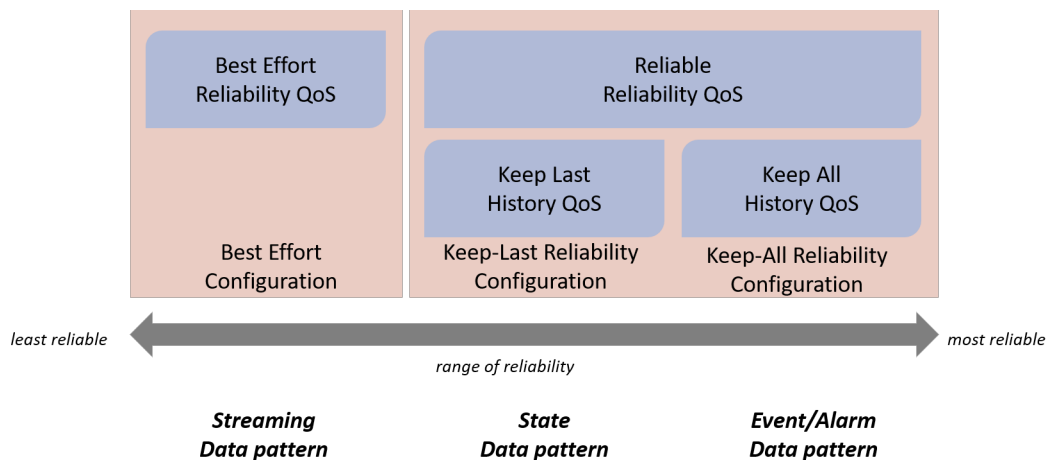 Best Effort
Reliability QoS
Reliable
Reliability QoS
Keep Last
History QoS
Keep All
History QoS
Best Effort
Configuration
Keep-Last Reliability
Configuration
Keep-All Reliability
Configuration
least reliable
most reliable
range of reliability
Streaming
Data pattern
State
Data pattern
Event/Alarm
Data pattern